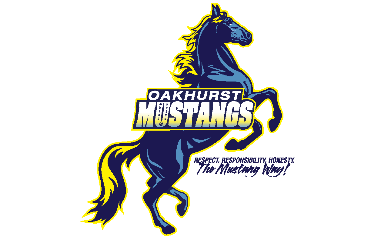 OAKHURST
MUSTANGS
RESPECT. RESPONSIBILITY. HONESTY.
The Mustang Way!